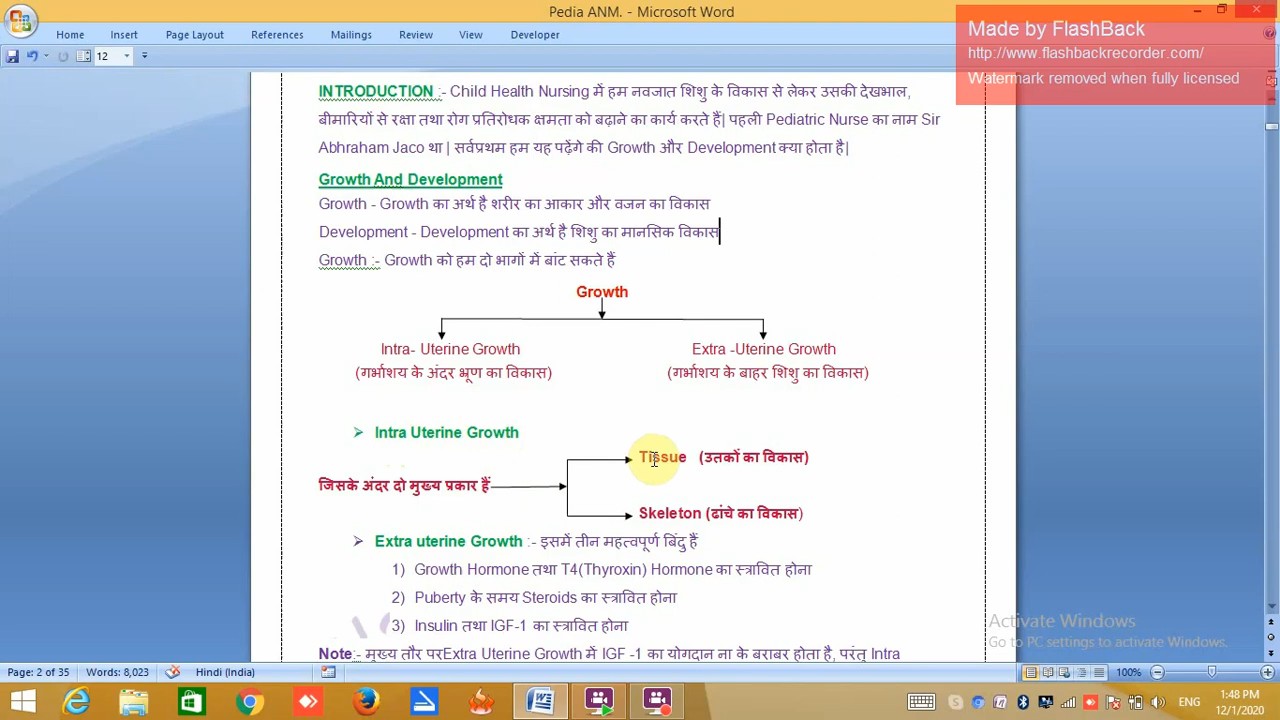 Pedia ANM. - Microsoft Word
Made by FlashBack
http://www.flashbackrecorder.com/
Watermark removed when fully licensed
Home Insert Page Layout References Mailings Review View Developer
12
INTRODUCTION :- Child Health Nursing में हम नवजात शिशु के विकास से लेकर उसकी देखभाल,
बीमारियों से रक्षा तथा रोग प्रतिरोधक क्षमता को बढ़ाने का कार्य करते हैं| पहली Pediatric Nurse का नाम Sir
Abhraham Jaco था | सर्वप्रथम हम यह पढ़ेंगे की Growth और Development क्या होता है|
Growth And Development
Growth - Growth का अर्थ है शरीर का आकार और वजन का विकास
Development - Development का अर्थ है शिशु का मानसिक विकास
Growth :- Growth को हम दो भागों में बांट सकते हैं
Growth
Intra- Uterine Growth Extra -Uterine Growth
(गर्भाशय के अंदर भ्रूण का विकास) (गर्भाशय के बाहर शिशु का विकास)
➢ Intra Uterine Growth
Tissue (उतकों का विकास)
जिसके अंदर दो मुख्य प्रकार हैं
Skeleton (ढांचे का विकास)
➢ Extra uterine Growth :- इसमें तीन महत्वपूर्ण बिंदु हैं
1) Growth Hormone तथा T4(Thyroxin) Hormone का स्त्रावित होना
2) Puberty के समय Steroids का स्त्रावित होना
3) Insulin तथा IGF-1 का स्त्रावित होना
Note - मुख्य तौर परExtra Uterine Growth में IGF -1 का योगदान ना के बराबर होता है, परंतु Intra
Activate Windows
Go to PC settings to activate Windows.
Page: 2 of 35 Words: 8,023 Hindi (India) 100%
ENG
1:48 PM
12/1/2020